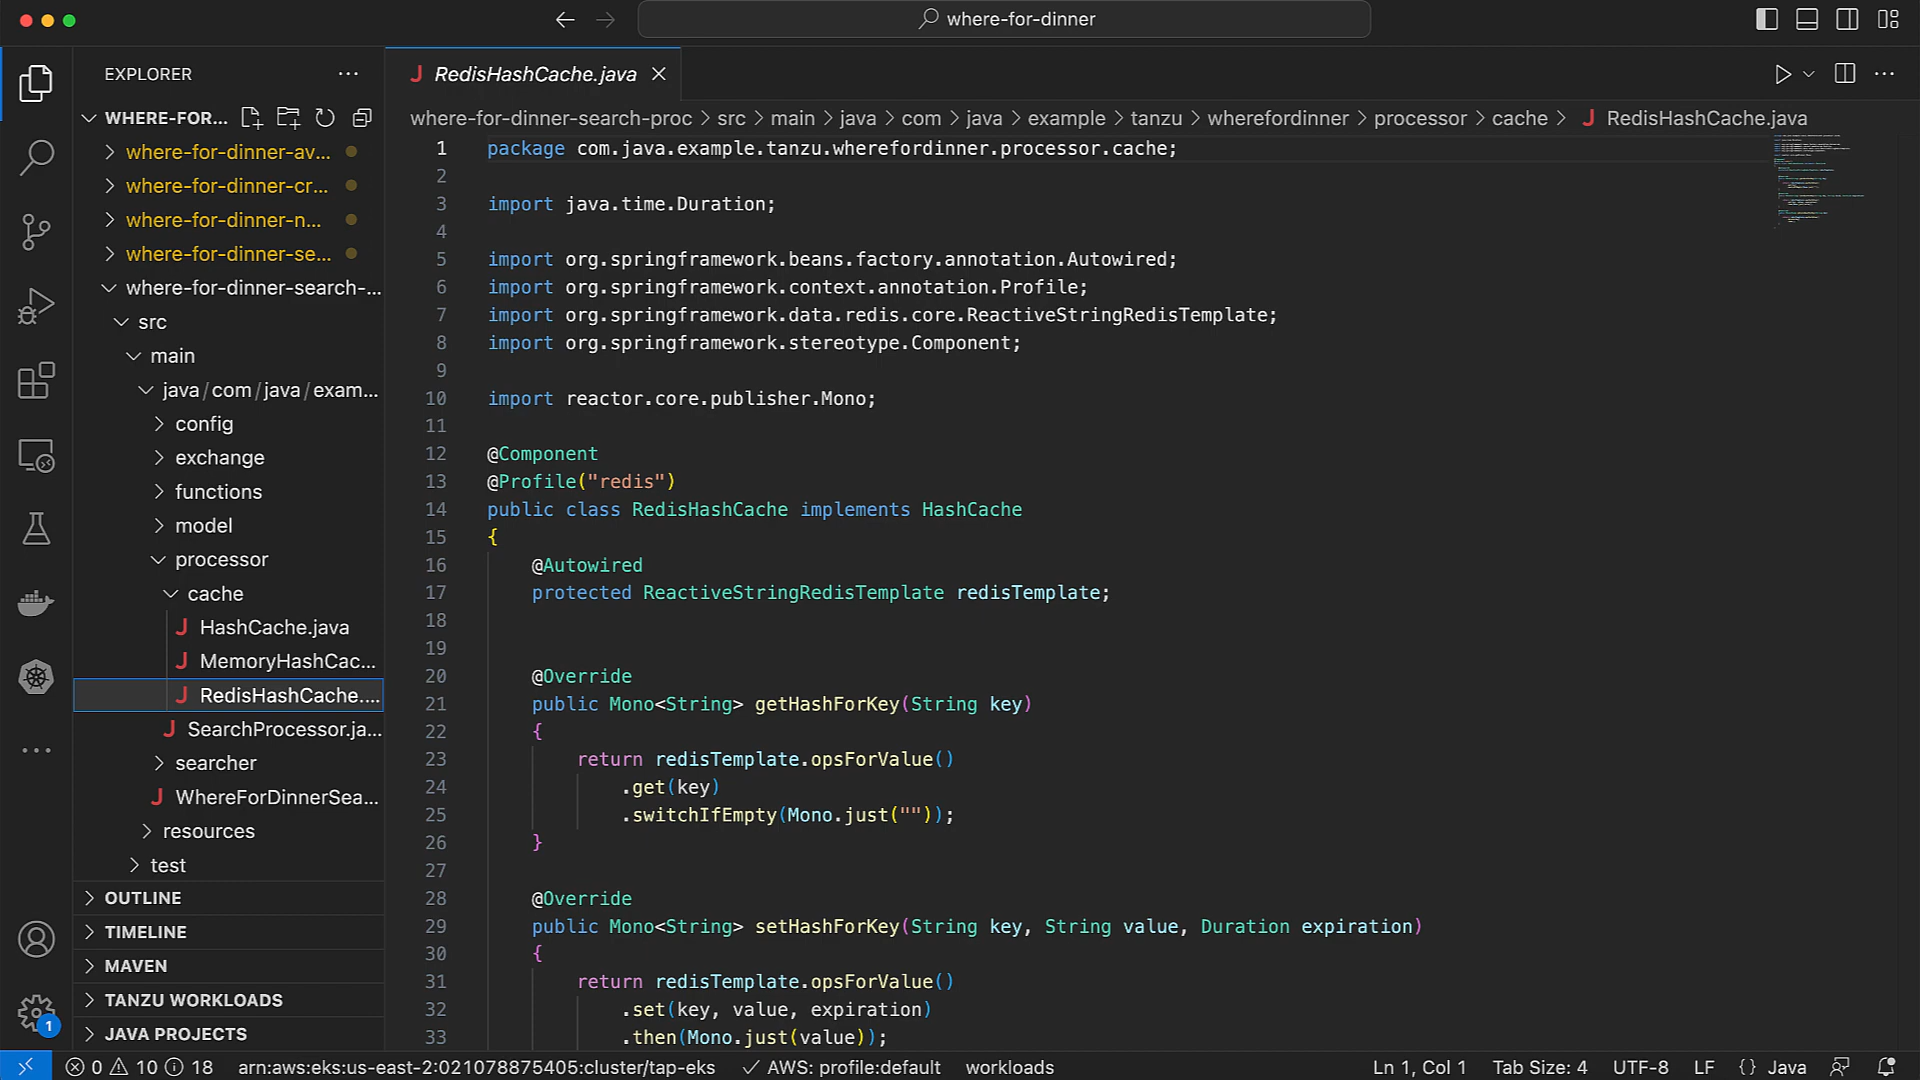 where-for-dinner
EXPLORER
WHERE-FOR...
where-for-dinner-av...
where-for-dinner-cr...
where-for-dinner-n...
where-for-dinner-se...
where-for-dinner-search-...
src
main
java/com/java/exam...
config
exchange
functions
model
processor
cache
J HashCache.java
J MemoryHashCac...
J RedisHashCache....
J SearchProcessor.ja...
searcher
J WhereForDinnerSea...
resources
test
OUTLINE
TIMELINE
MAVEN
TANZU WORKLOADS
JAVA PROJECTS
1
J RedisHashCache.java
where-for-dinner-search-proc > src > main > java > com > java > example > tanzu > wherefordinner > processor > cache > J RedisHashCache.java
1 package com.java.example.tanzu.wherefordinner.processor.cache;
2
3 import java.time.Duration;
4
5 import org.springframework.beans.factory.annotation.Autowired;
6 import org.springframework.context.annotation.Profile;
7 import org.springframework.data.redis.core.ReactiveStringRedisTemplate;
8 import org.springframework.stereotype.Component;
9
10 import reactor.core.publisher.Mono;
11
12 @Component
13 @Profile("redis")
14 public class RedisHashCache implements HashCache
15 {
16 @Autowired
17 protected ReactiveStringRedisTemplate redisTemplate;
18
19
20 @Override
21 public Mono<String> getHashForKey(String key)
22 {
23 return redisTemplate.opsForValue()
24 .get(key)
25 .switchIfEmpty(Mono.just(""));
26 }
27
28 @Override
29 public Mono<String> setHashForKey(String key, String value, Duration expiration)
30 {
31 return redisTemplate.opsForValue()
32 .set(key, value, expiration)
33 .then(Mono.just(value));
0 10 18 arn:aws:eks:us-east-2:021078875405:cluster/tap-eks AWS: profile:default workloads Ln 1, Col 1 Tab Size: 4 UTF-8 LF {} Java